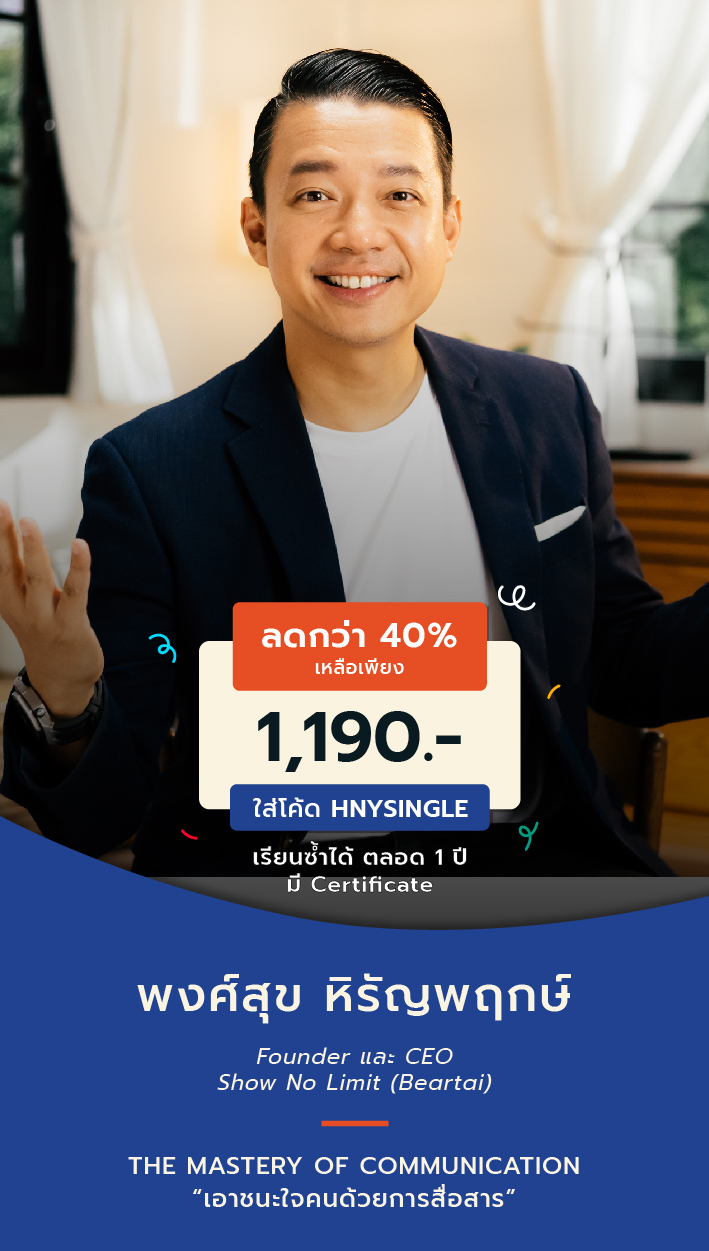 ลดกว่า 40%
เหลือเพียง
1,190.-
ใส่โค้ด HNYSINGLE
เรียนซ้ำได้ ตลอด 1 ปี
มี Certificate
พงศ์สุข หิรัญพฤกษ์
Founder และ CEO
Show No Limit (Beartai)
THE MASTERY OF COMMUNICATION
“เอาชนะใจคนด้วยการสื่อสาร”